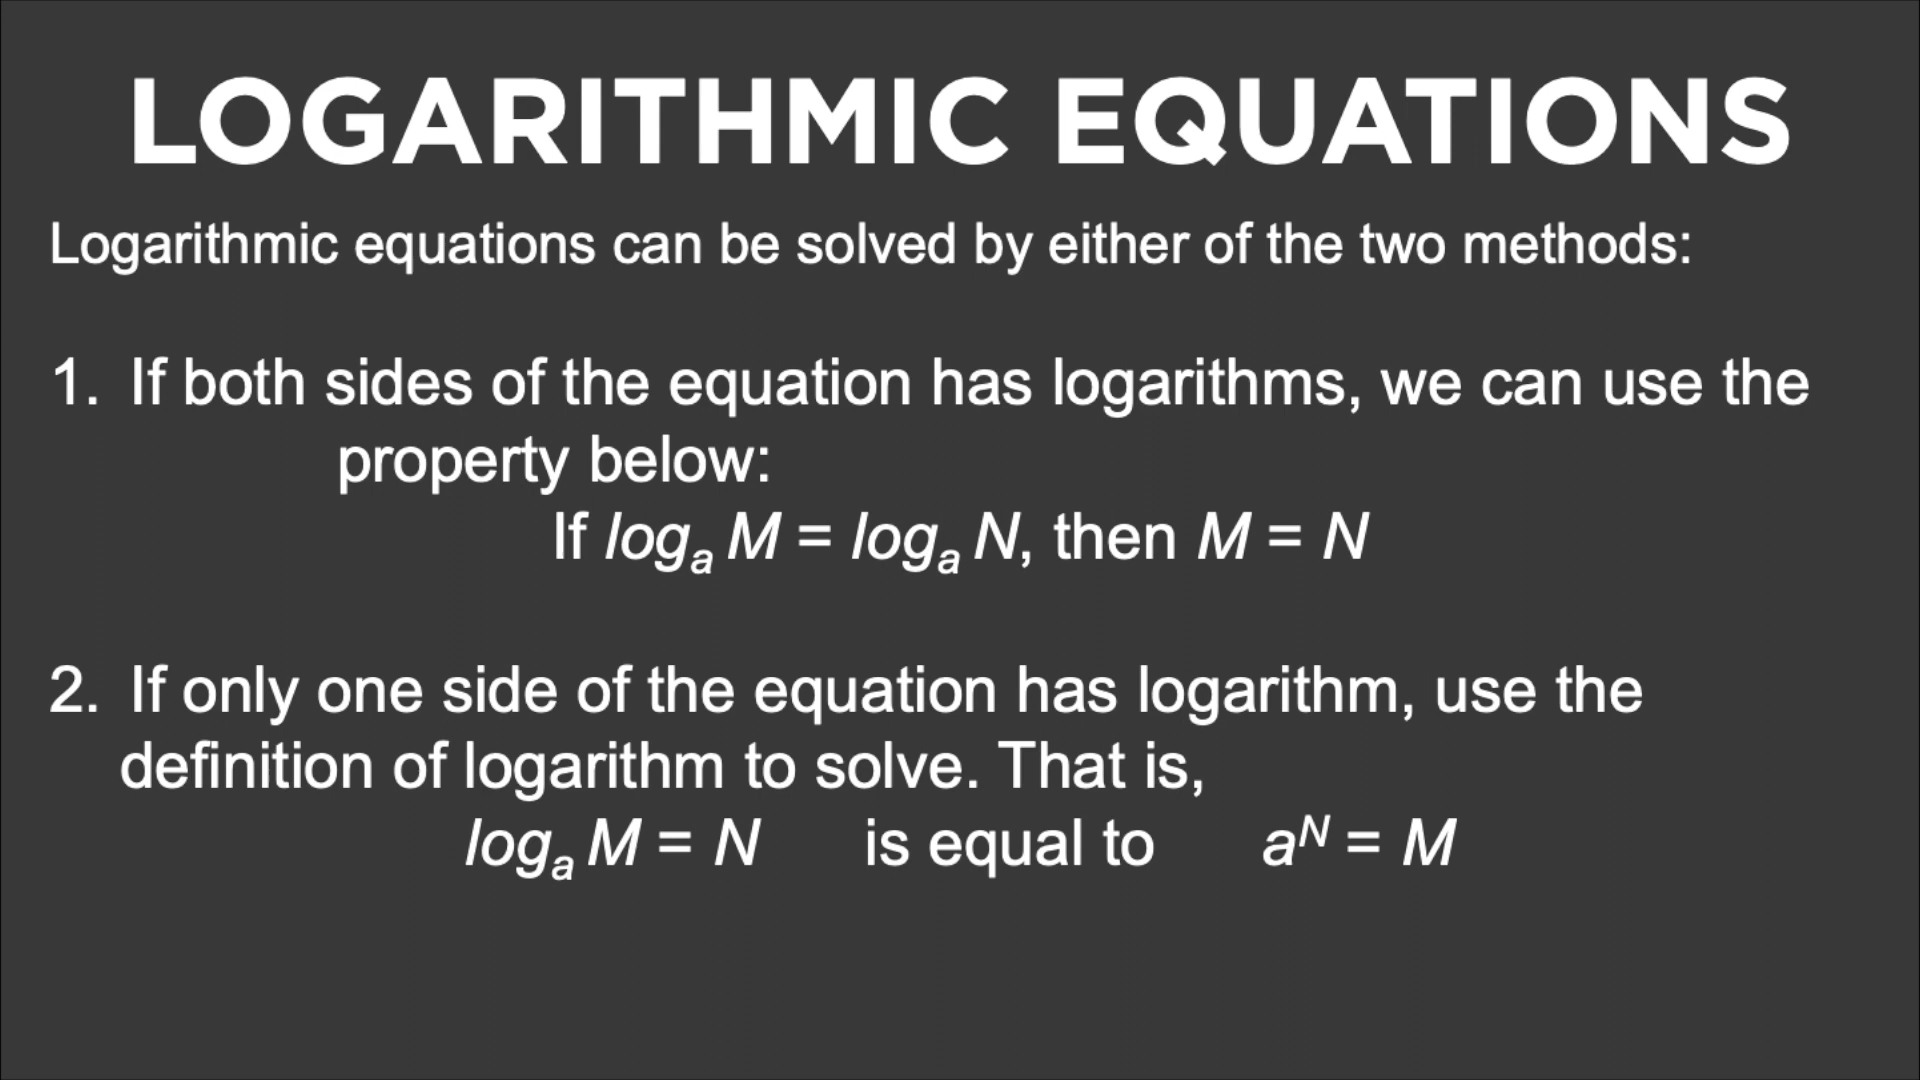 LOGARITHMIC EQUATIONS
Logarithmic equations can be solved by either of the two methods:
1. If both sides of the equation has logarithms, we can use the
property below:
If logₐ M = logₐ N, then M = N
2. If only one side of the equation has logarithm, use the
definition of logarithm to solve. That is,
logₐ M = N is equal to aᴺ = M